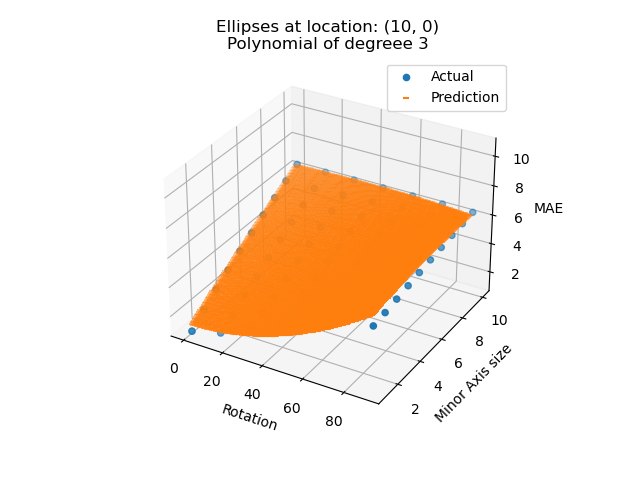 Ellipses at location: (10, 0)
Polynomial of degreee 3
Actual
Prediction
10
8
6
4
2
MAE
10
8
6
4
2
Minor Axis size
0
20
40
60
80
Rotation